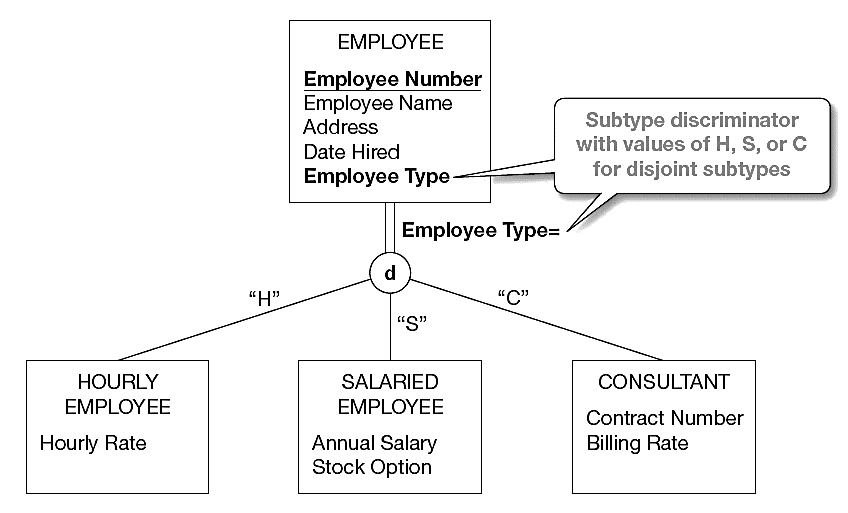 EMPLOYEE
Employee Number
Employee Name
Address
Date Hired
Employee Type
Subtype discriminator
with values of H, S, or C
for disjoint subtypes
Employee Type=
d
“H”
“S”
“C”
HOURLY
EMPLOYEE
Hourly Rate
SALARIED
EMPLOYEE
Annual Salary
Stock Option
CONSULTANT
Contract Number
Billing Rate